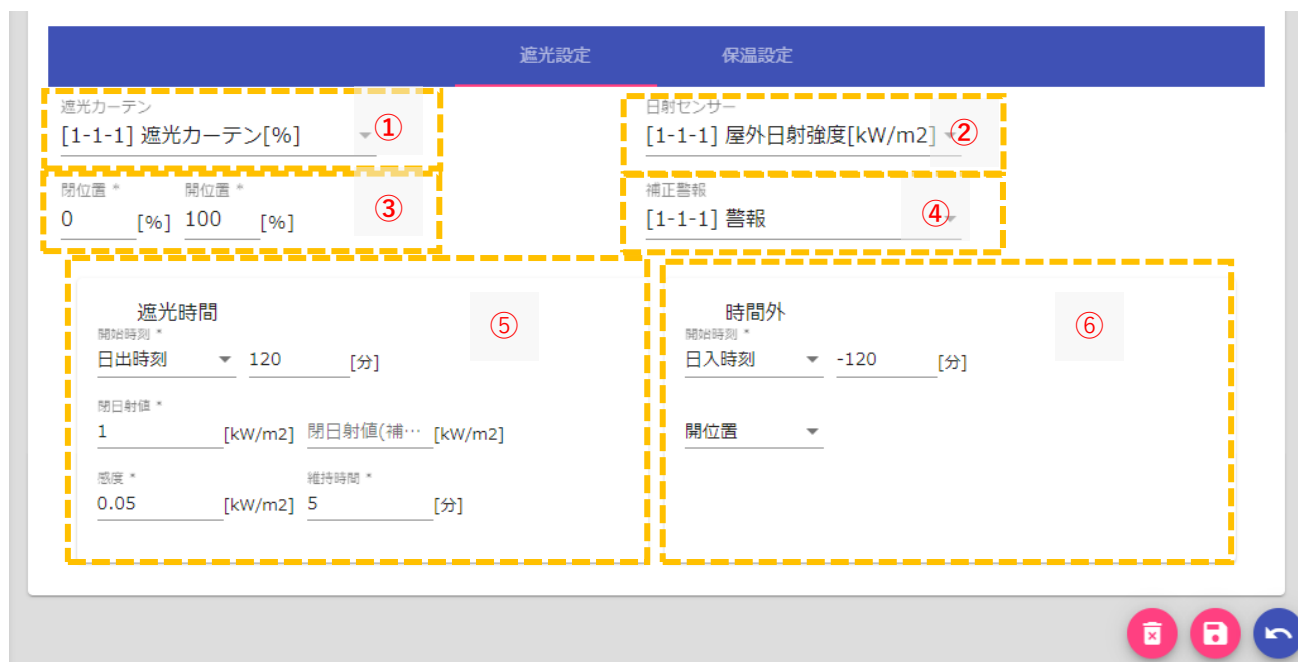 遮光設定 保温設定
遮光カーテン
[1-1-1] 遮光カーテン[%]
①
日射センサー
[1-1-1] 屋外日射強度[kW/m2]
②
閉位置 * 開位置 *
0 [%] 100 [%]
③
補正警報
[1-1-1] 警報
④
遮光時間
⑤
開始時刻 *
日出時刻 120 [分]
閉日射値 *
1 [kW/m2] 閉日射値(補… [kW/m2]
感度 * 維持時間 *
0.05 [kW/m2] 5 [分]
時間外
⑥
開始時刻 *
日入時刻 -120 [分]
開位置